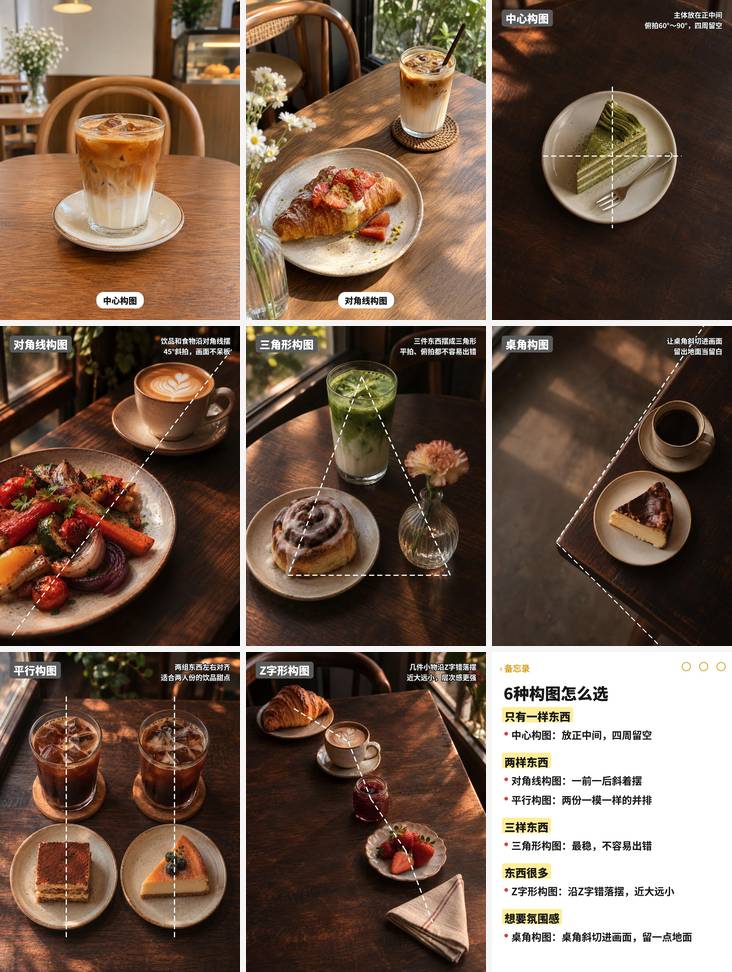 中心构图
对角线构图
中心构图
主体放在正中间
俯拍60°～90°，四周留空
对角线构图
饮品和食物沿对角线摆
45°斜拍，画面不呆板
三角形构图
三件东西摆成三角形
平拍、俯拍都不容易出错
桌角构图
让桌角斜切进画面
留出地面当留白
平行构图
两组东西左右对齐
适合两人份的饮品甜点
Z字形构图
几件小物沿Z字错落摆
近大远小，层次感更强
‹ 备忘录
6种构图怎么选
只有一样东西
• 中心构图：放正中间，四周留空
两样东西
• 对角线构图：一前一后斜着摆
• 平行构图：两份一模一样的并排
三样东西
• 三角形构图：最稳，不容易出错
东西很多
• Z字形构图：沿Z字错落摆，近大远小
想要氛围感
• 桌角构图：桌角斜切进画面，留一点地面